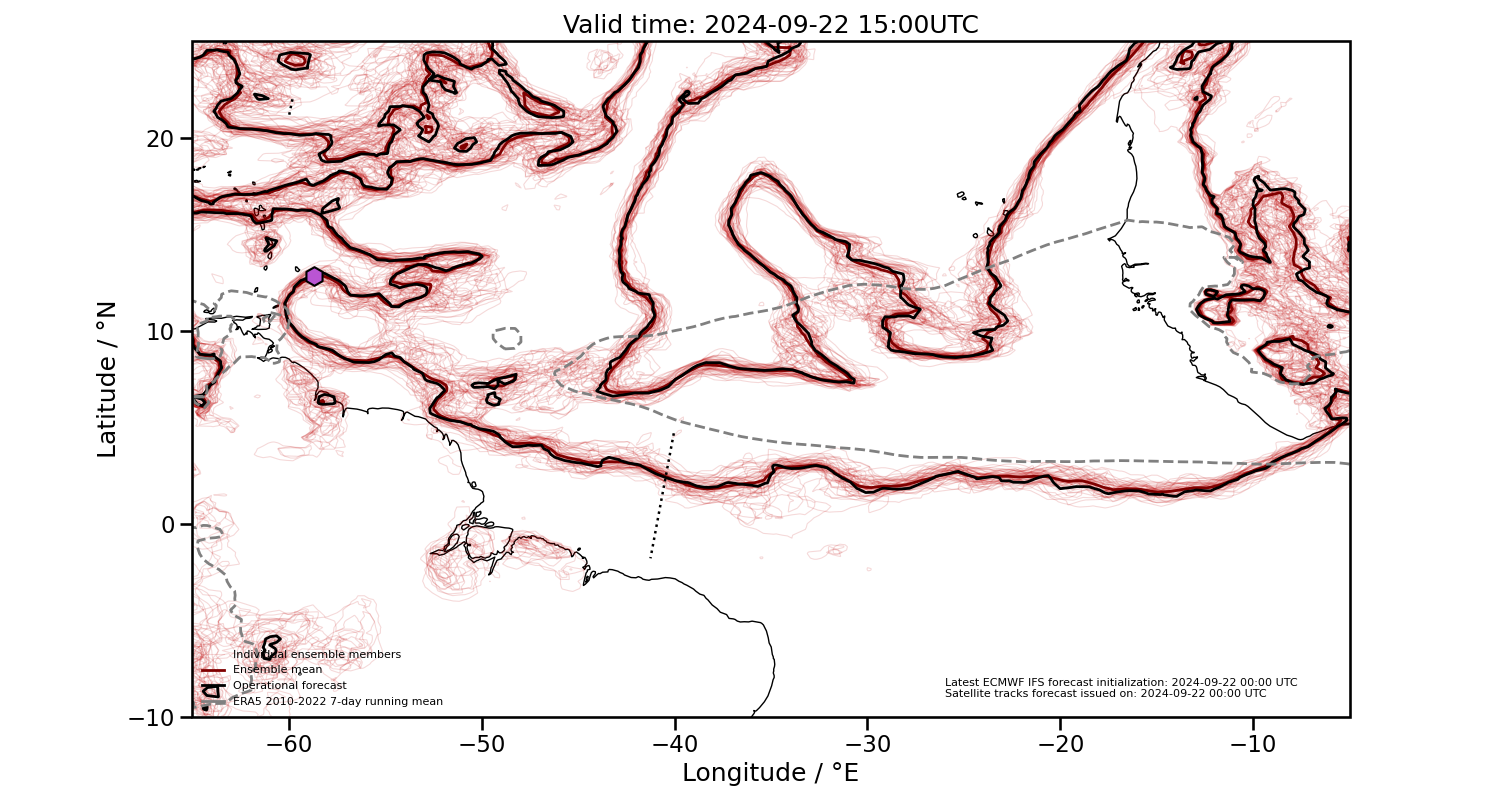 Valid time: 2024-09-22 15:00UTC
Latitude / °N
20
10
0
−10
Individual ensemble members
Ensemble mean
Operational forecast
ERA5 2010-2022 7-day running mean
Latest ECMWF IFS forecast initialization: 2024-09-22 00:00 UTC
Satellite tracks forecast issued on: 2024-09-22 00:00 UTC
−60
−50
−40
−30
−20
−10
Longitude / °E